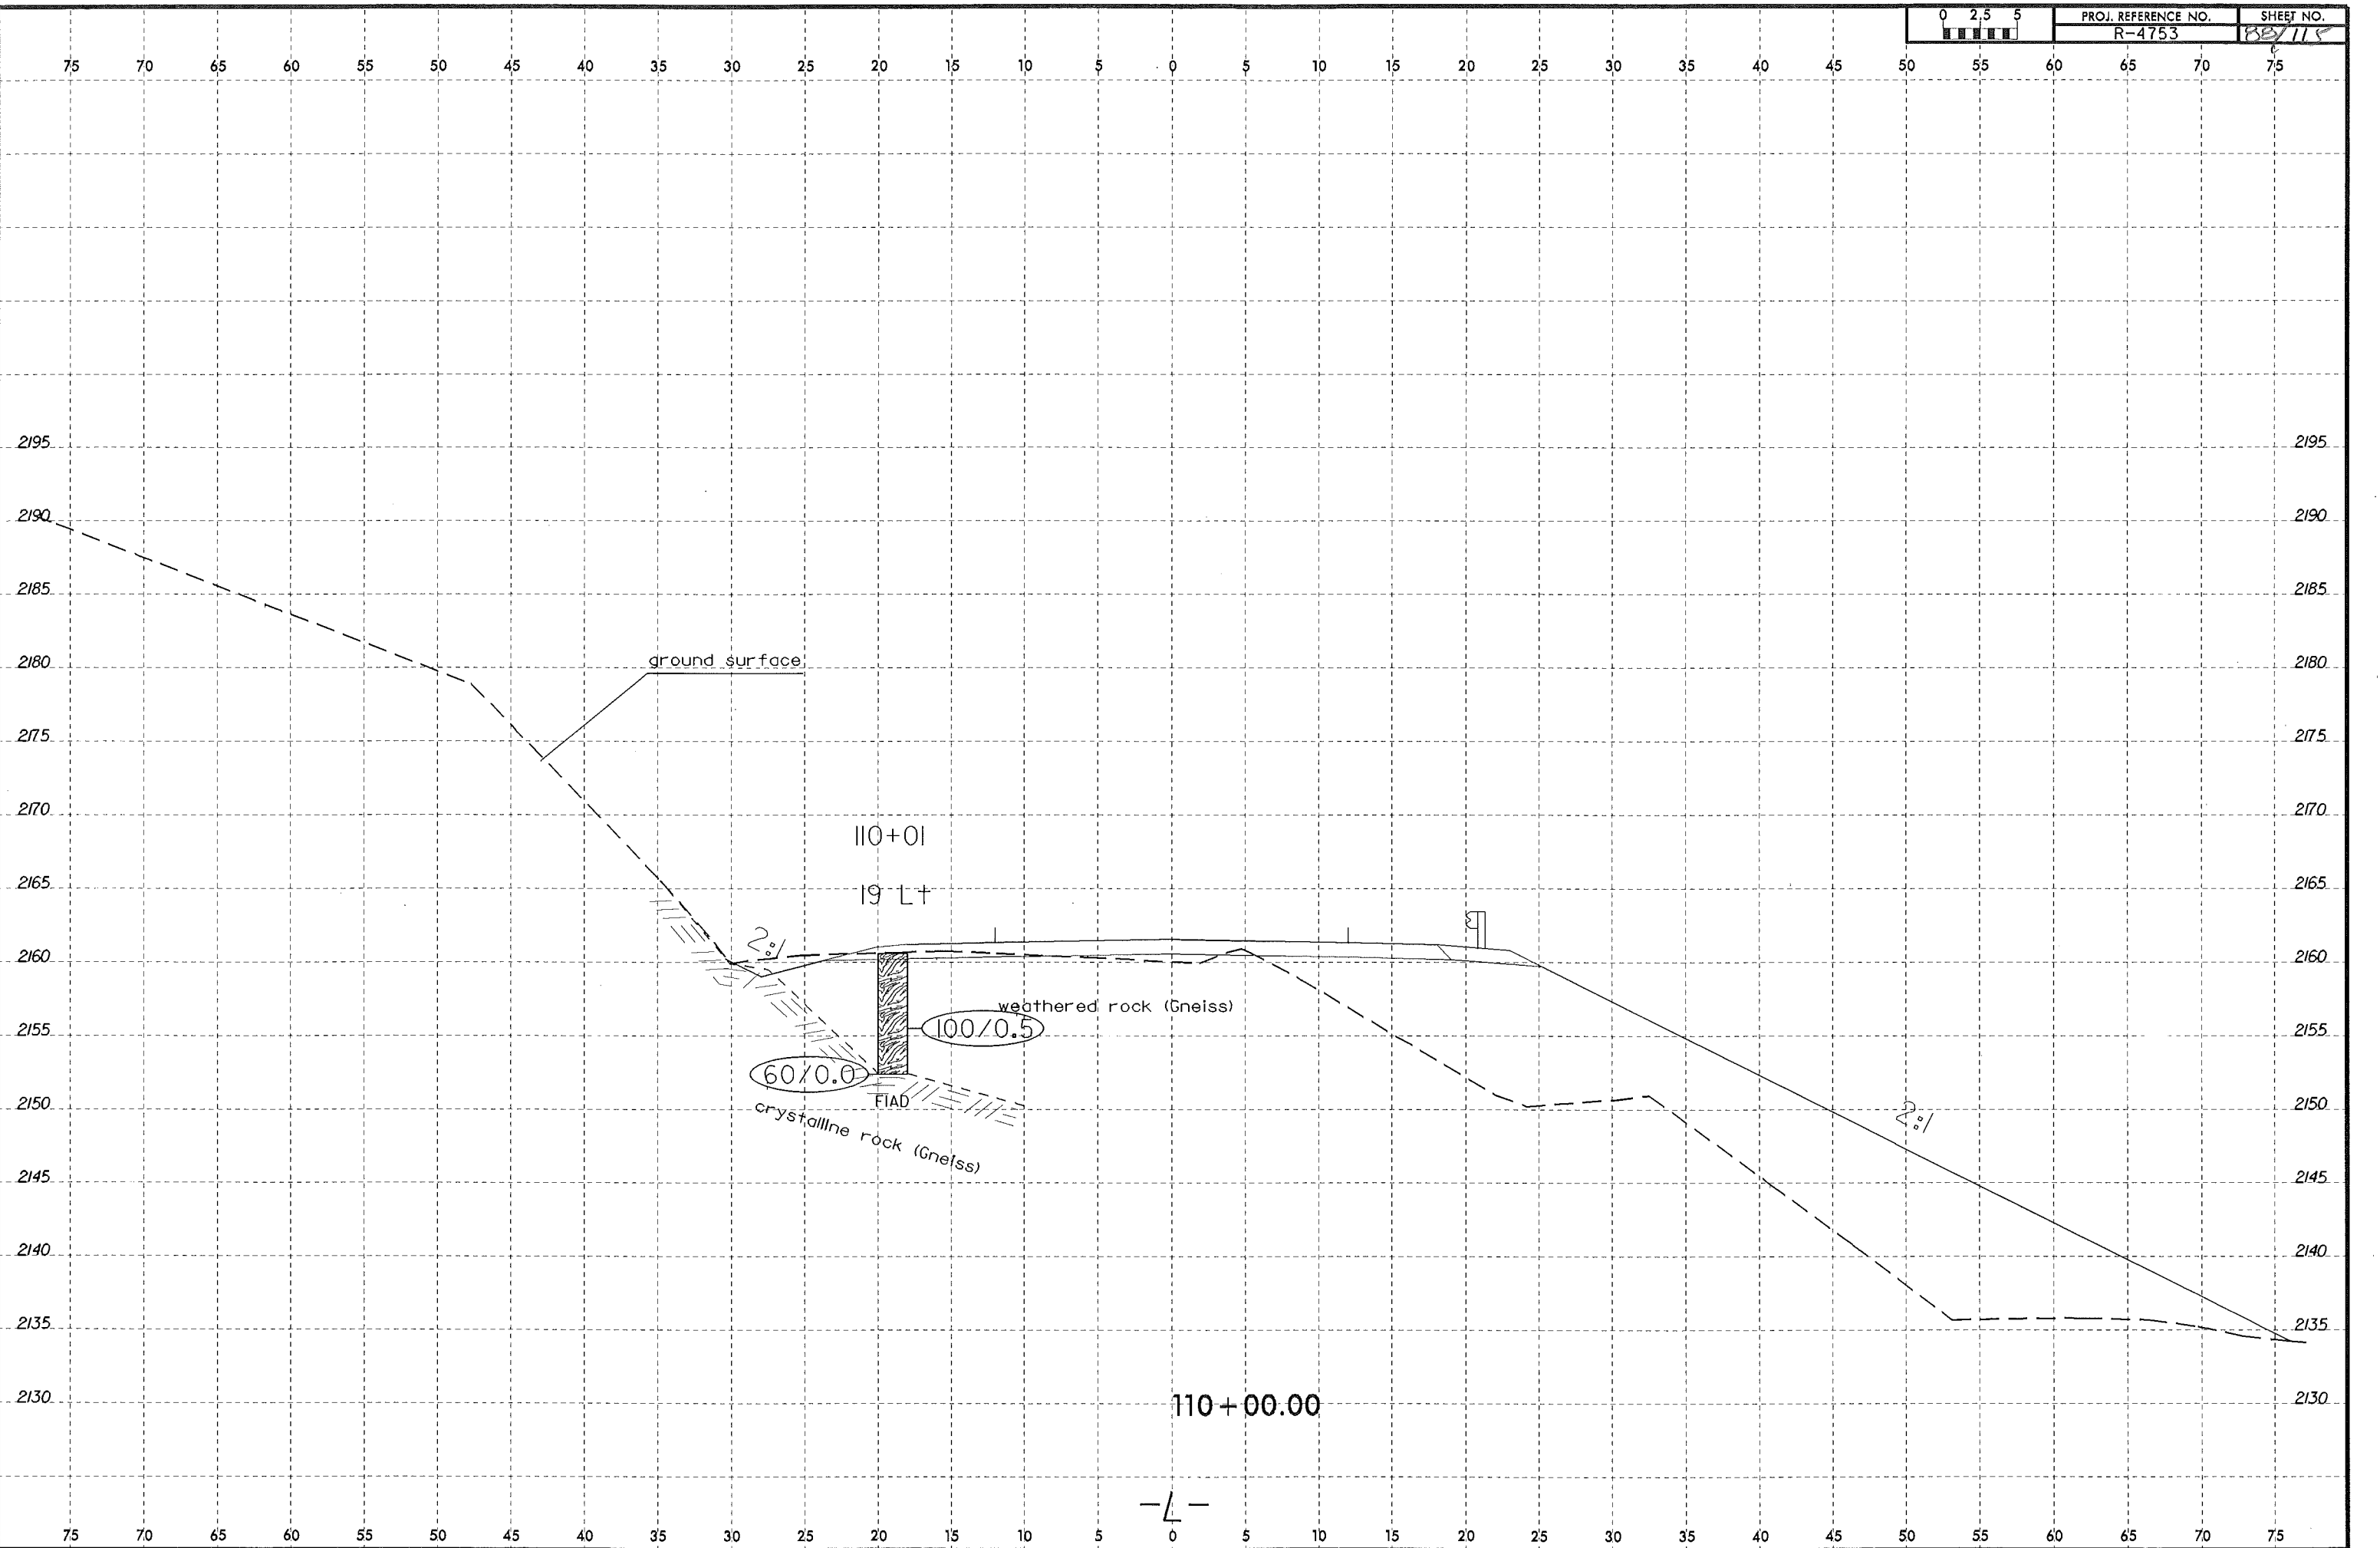 0 2.5 5
PROJ. REFERENCE NO.
SHEET NO.
R-4753
88/115
75 70 65 60 55 50 45 40 35 30 25 20 15 10 5 0 5 10 15 20 25 30 35 40 45 50 55 60 65 70 75
2195 2195
2190 2190
2185 2185
ground surface
2180 2180
2175 2175
2170 2170
110+01
2165 2165
19 Lt
2:1
2160 2160
weathered rock (Gneiss)
100/0.5
2155 2155
60/0.0
FIAD
2150 2150
2:1
crystalline rock (Gneiss)
2145 2145
2140 2140
2135 2135
2130 2130
110+00.00
-L-
75 70 65 60 55 50 45 40 35 30 25 20 15 10 5 0 5 10 15 20 25 30 35 40 45 50 55 60 65 70 75